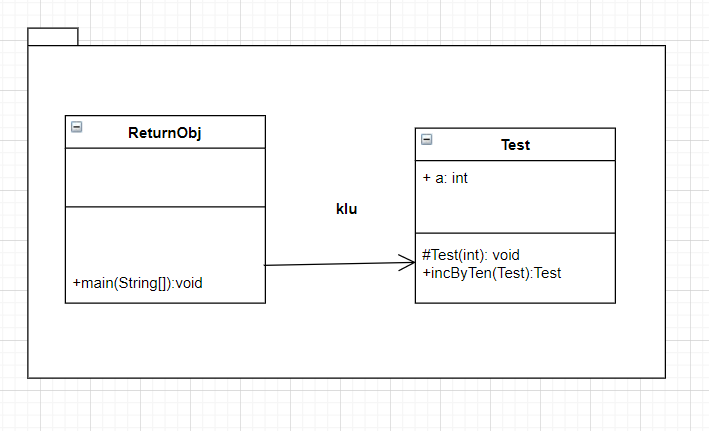 ReturnObj
+main(String[]):void
klu
Test
+ a: int
#Test(int): void
+incByTen(Test):Test